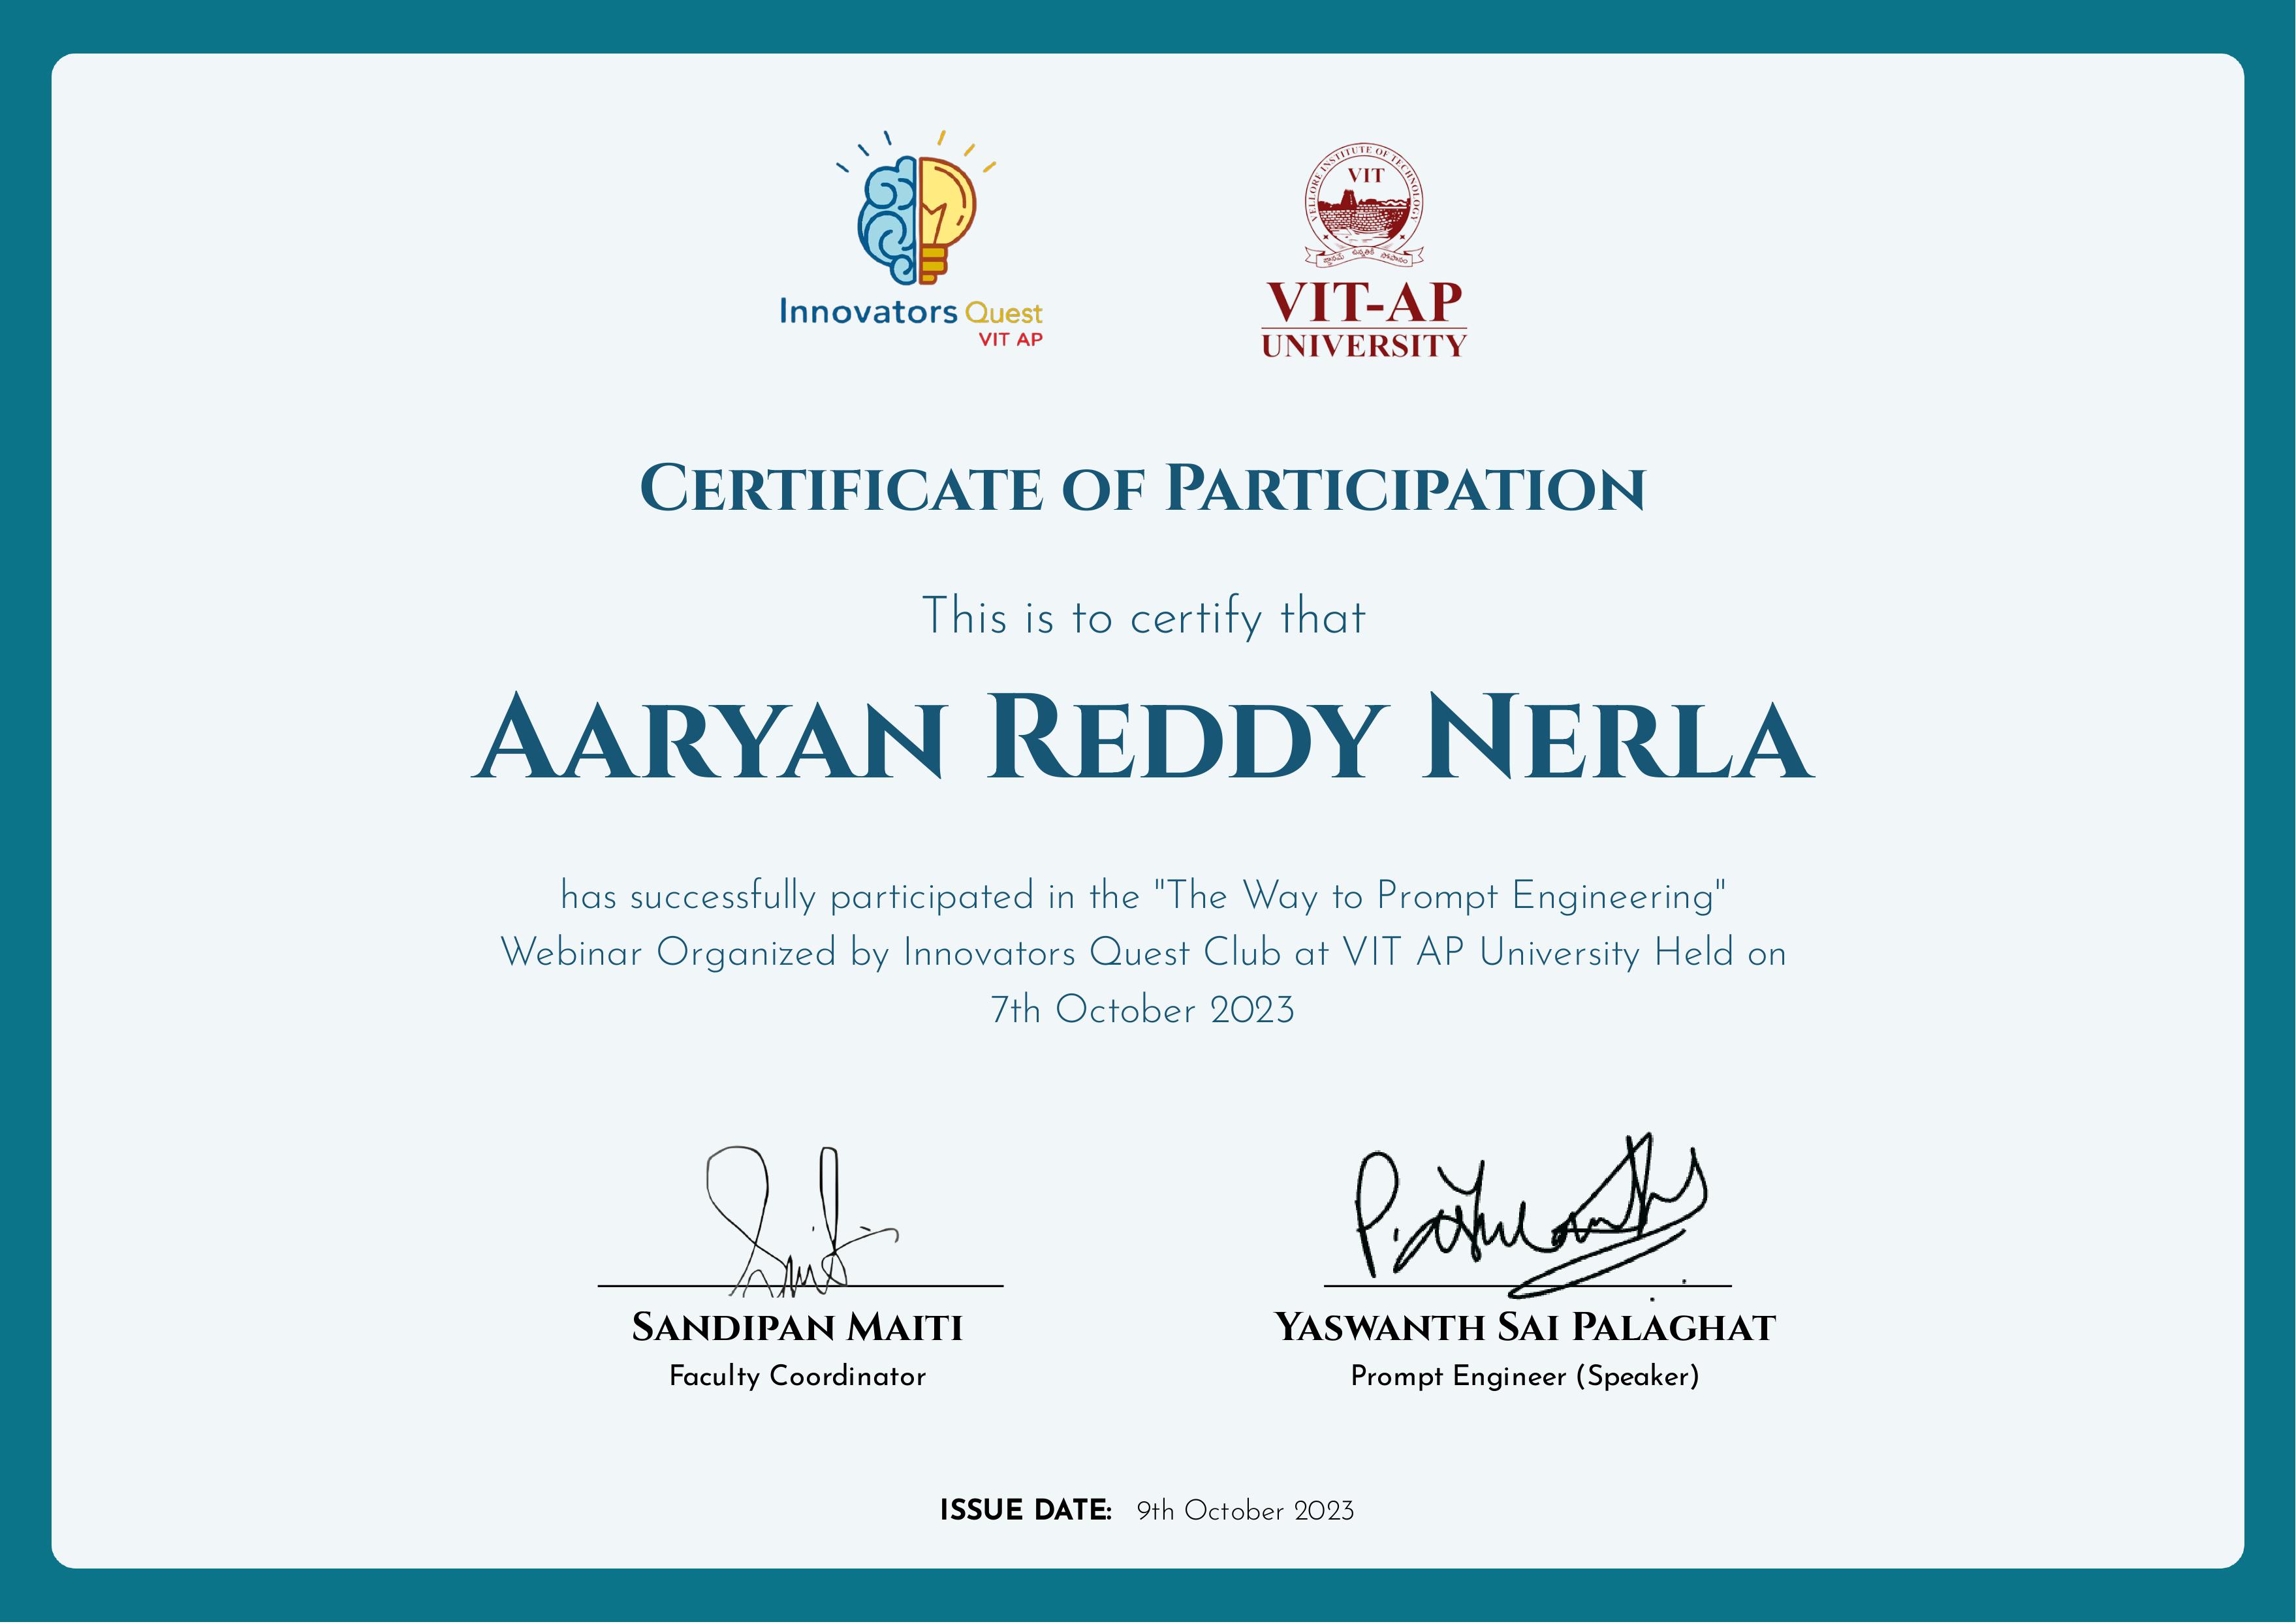 Innovators Quest
VIT AP
VELLORE INSTITUTE OF TECHNOLOGY
VIT
VIT-AP
UNIVERSITY
Certificate of Participation
This is to certify that
Aaryan Reddy Nerla
has successfully participated in the "The Way to Prompt Engineering"
Webinar Organized by Innovators Quest Club at VIT AP University Held on
7th October 2023
Sandipan Maiti
Faculty Coordinator
Yaswanth Sai Palaghat
Prompt Engineer (Speaker)
ISSUE DATE: 9th October 2023